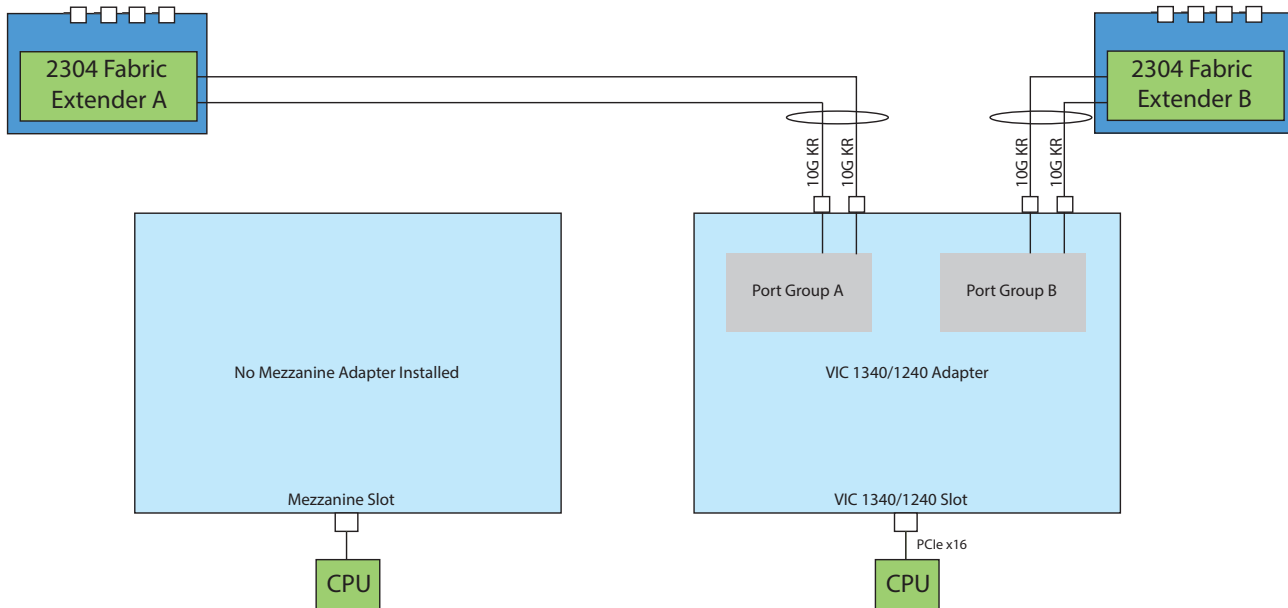 2304 Fabric
Extender A
2304 Fabric
Extender B
10G KR
10G KR
10G KR
10G KR
Port Group A
Port Group B
No Mezzanine Adapter Installed
VIC 1340/1240 Adapter
Mezzanine Slot
VIC 1340/1240 Slot
PCIe x16
CPU
CPU